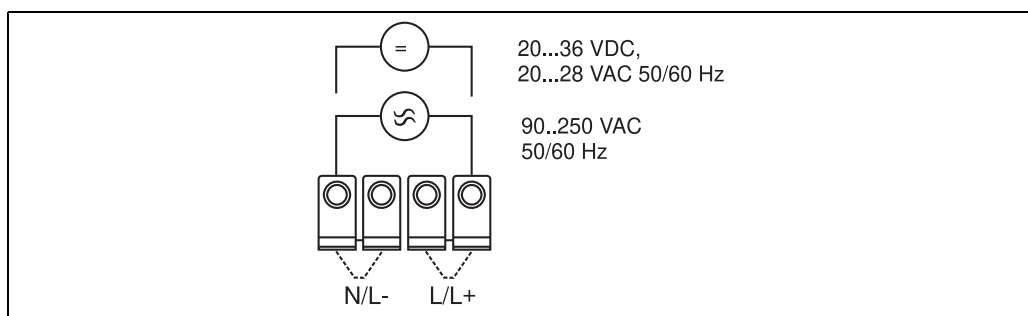 =
20...36 VDC,
20...28 VAC 50/60 Hz
90..250 VAC
50/60 Hz
N/L- L/L+